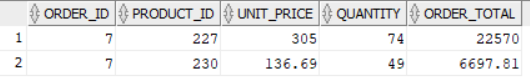 ORDER_ID PRODUCT_ID UNIT_PRICE QUANTITY ORDER_TOTAL
1 7 227 305 74 22570
2 7 230 136.69 49 6697.81